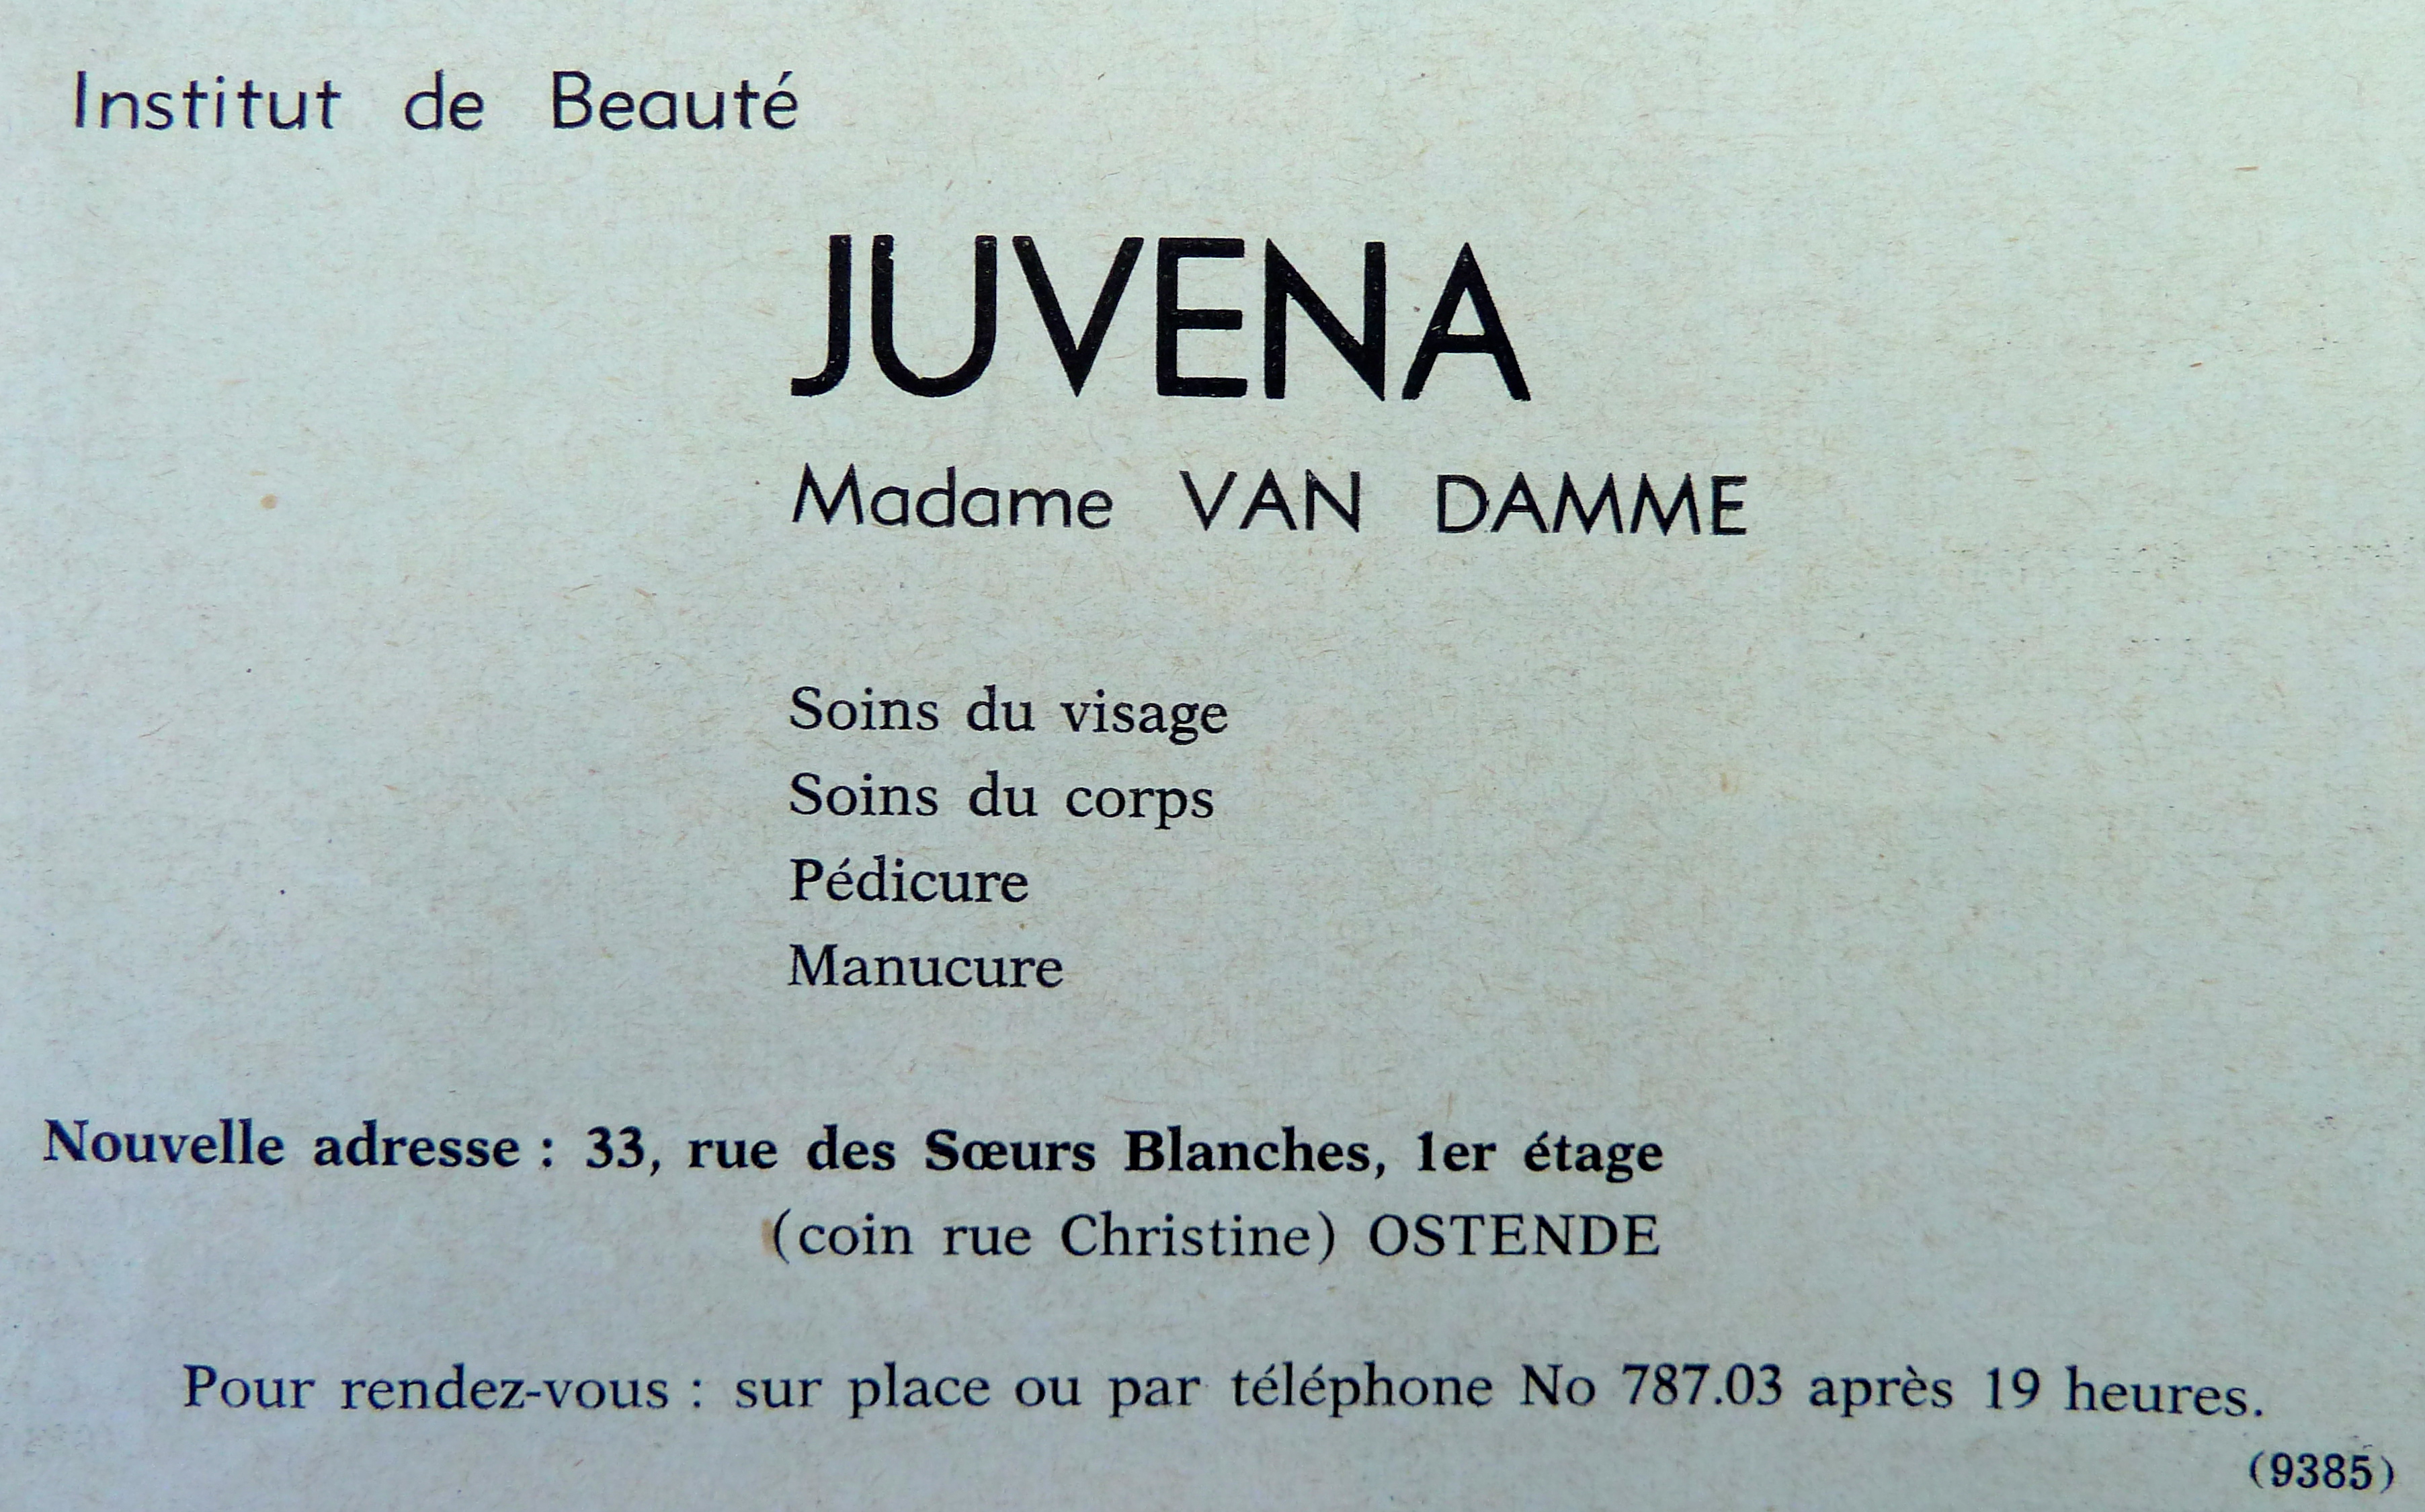 Institut de Beauté
JUVENA
Madame VAN DAMME
Soins du visage
Soins du corps
Pédicure
Manucure
Nouvelle adresse : 33, rue des Sœurs Blanches, 1er étage
(coin rue Christine) OSTENDE
Pour rendez-vous : sur place ou par téléphone No 787.03 après 19 heures.
(9385)